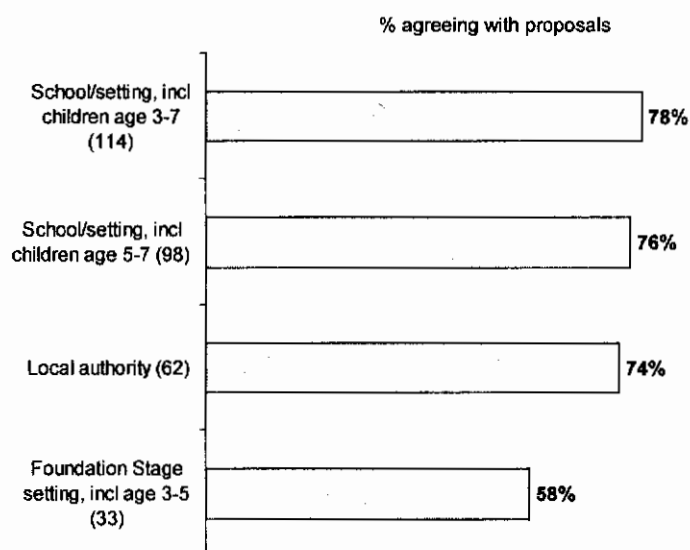 % agreeing with proposals
School/setting, incl
children age 3-7
(114)
78%
School/setting, incl
children age 5-7 (98)
76%
Local authority (62)
74%
Foundation Stage
setting, incl age 3-5
(33)
58%